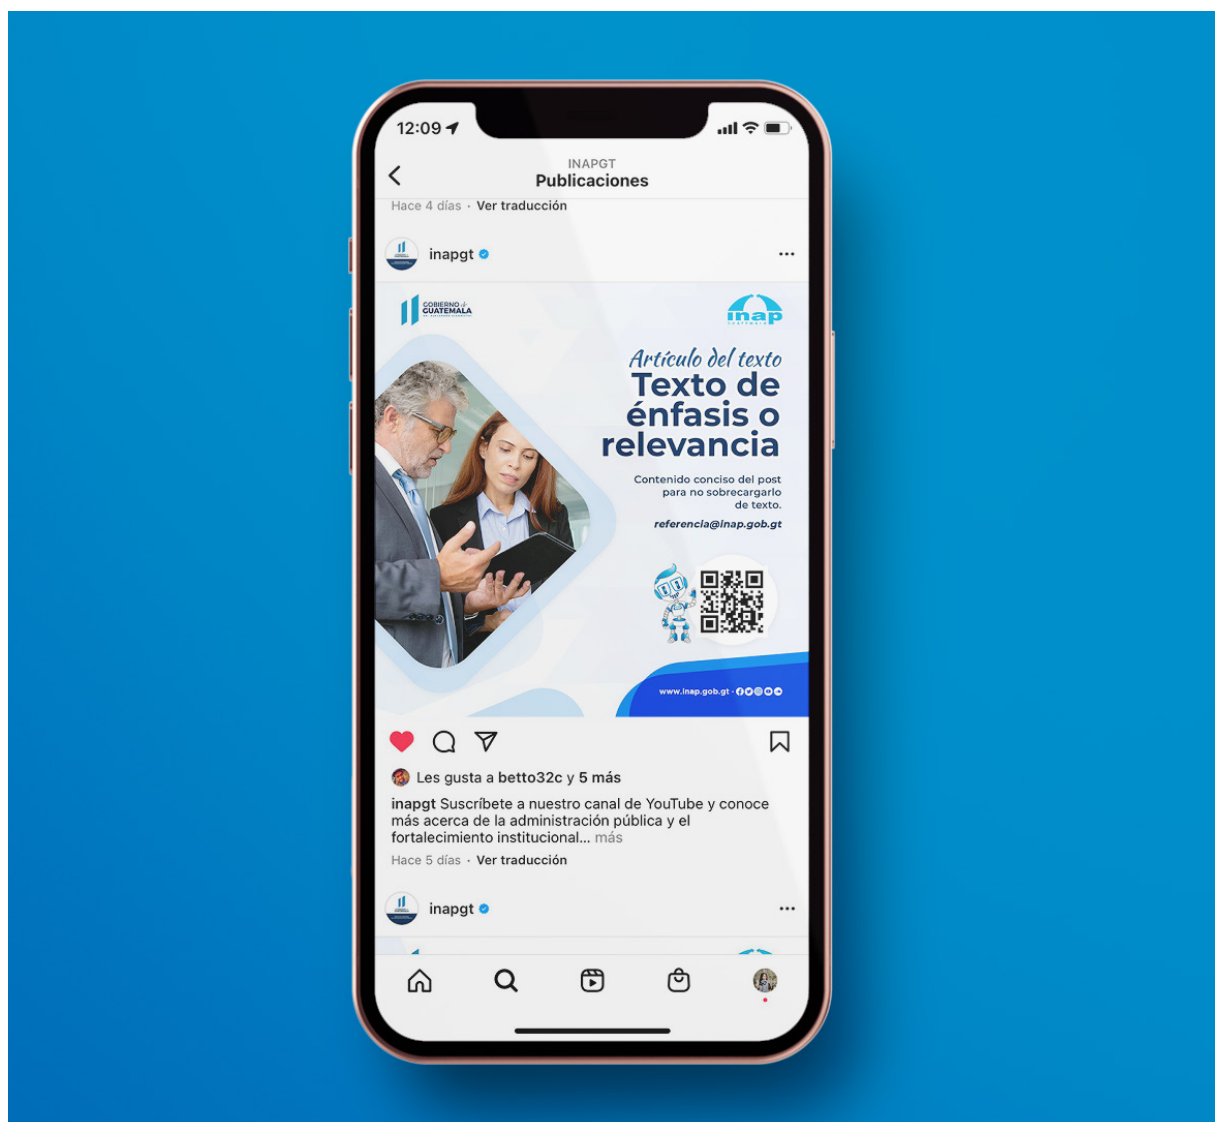 12:09
INAPGT
Publicaciones
Hace 4 días · Ver traducción
inapgt
GOBIERNO de
GUATEMALA
inap
GUATEMALA
Artículo del texto
Texto de
énfasis o
relevancia
Contenido conciso del post
para no sobrecargarlo
de texto.
referencia@inap.gob.gt
www.inap.gob.gt
Les gusta a betto32c y 5 más
inapgt Suscríbete a nuestro canal de YouTube y conoce
más acerca de la administración pública y el
fortalecimiento institucional... más
Hace 5 días · Ver traducción
inapgt